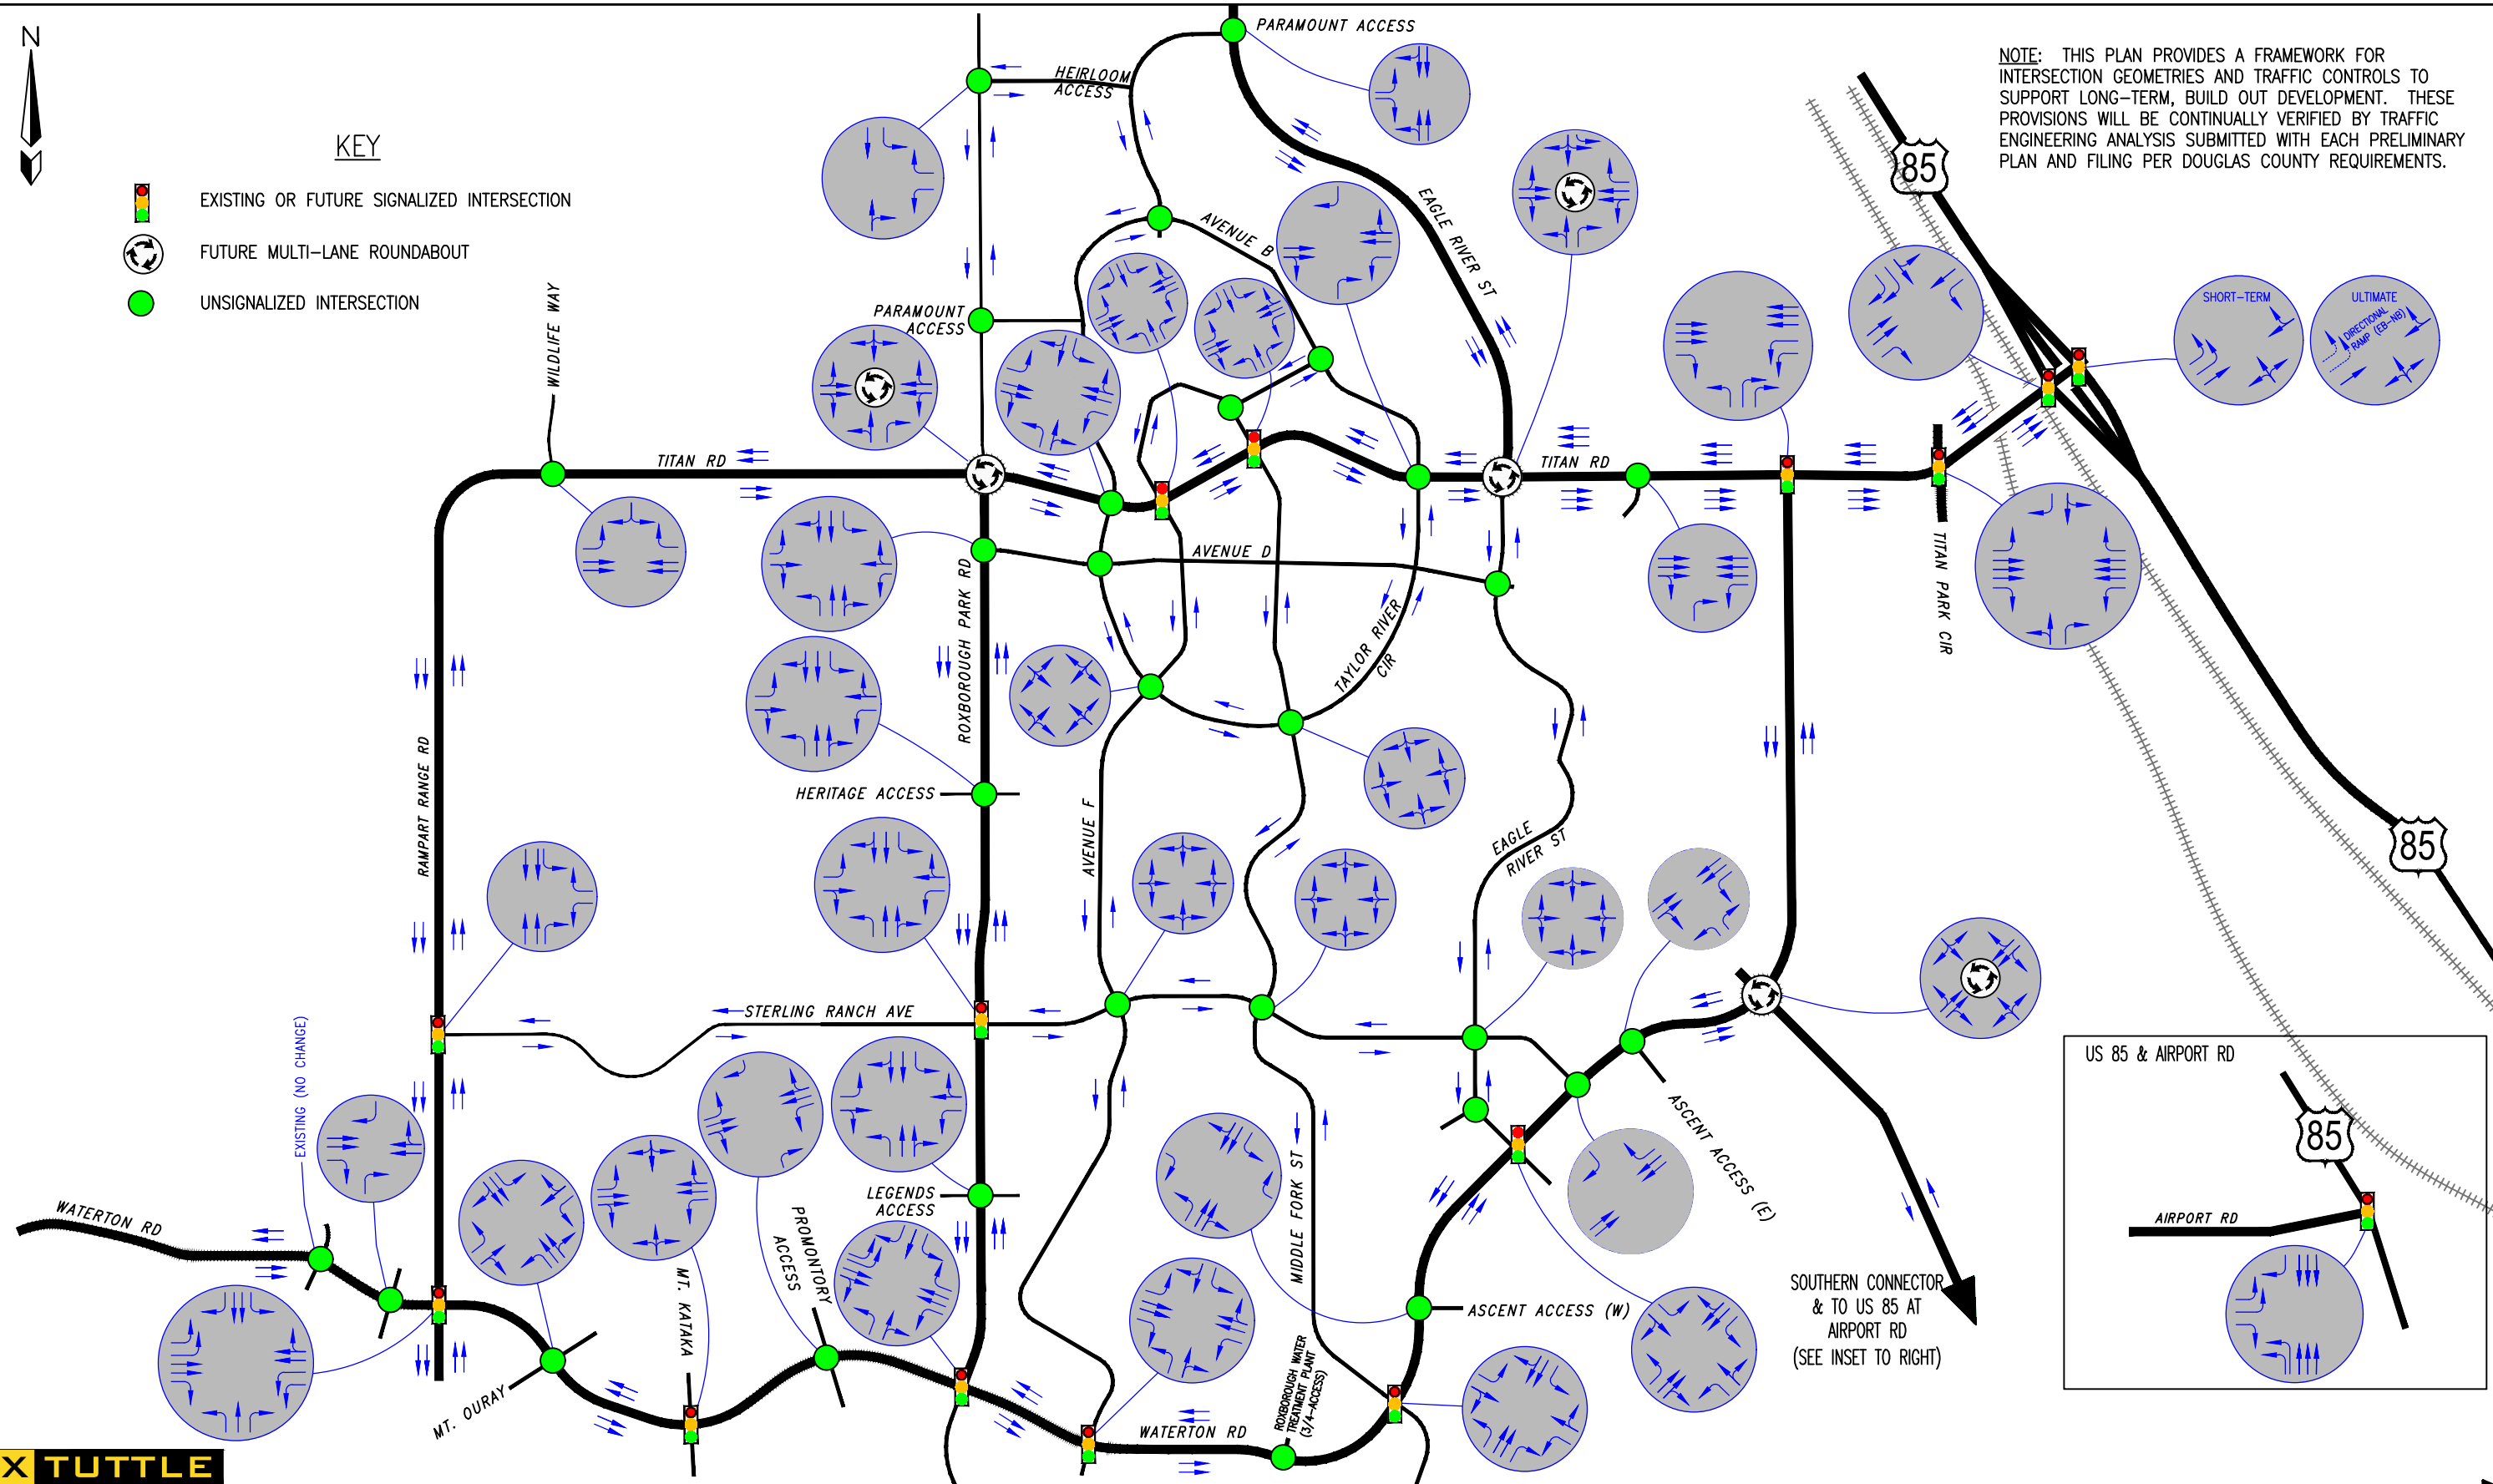 N
KEY
EXISTING OR FUTURE SIGNALIZED INTERSECTION
FUTURE MULTI-LANE ROUNDABOUT
UNSIGNALIZED INTERSECTION
NOTE: THIS PLAN PROVIDES A FRAMEWORK FOR
INTERSECTION GEOMETRIES AND TRAFFIC CONTROLS TO
SUPPORT LONG-TERM, BUILD OUT DEVELOPMENT. THESE
PROVISIONS WILL BE CONTINUALLY VERIFIED BY TRAFFIC
ENGINEERING ANALYSIS SUBMITTED WITH EACH PRELIMINARY
PLAN AND FILING PER DOUGLAS COUNTY REQUIREMENTS.
PARAMOUNT ACCESS
HEIRLOOM
ACCESS
85
AVENUE B
EAGLE RIVER ST
WILDLIFE WAY
PARAMOUNT
ACCESS
SHORT-TERM
ULTIMATE
DIRECTIONAL
RAMP (EB-NB)
TITAN RD
TITAN RD
AVENUE D
ROXBOROUGH PARK RD
TITAN PARK CIR
TAYLOR RIVER
CIR
RAMPART RANGE RD
HERITAGE ACCESS
AVENUE F
EAGLE
RIVER ST
85
STERLING RANCH AVE
EXISTING (NO CHANGE)
US 85 & AIRPORT RD
85
AIRPORT RD
ASCENT ACCESS (E)
LEGENDS
ACCESS
WATERTON RD
PROMONTORY
ACCESS
MIDDLE FORK ST
MT. KATAKA
MT. OURAY
ASCENT ACCESS (W)
SOUTHERN CONNECTOR
& TO US 85 AT
AIRPORT RD
(SEE INSET TO RIGHT)
ROXBOROUGH WATER
TREATMENT PLANT
(3/4-ACCESS)
WATERTON RD
X TUTTLE